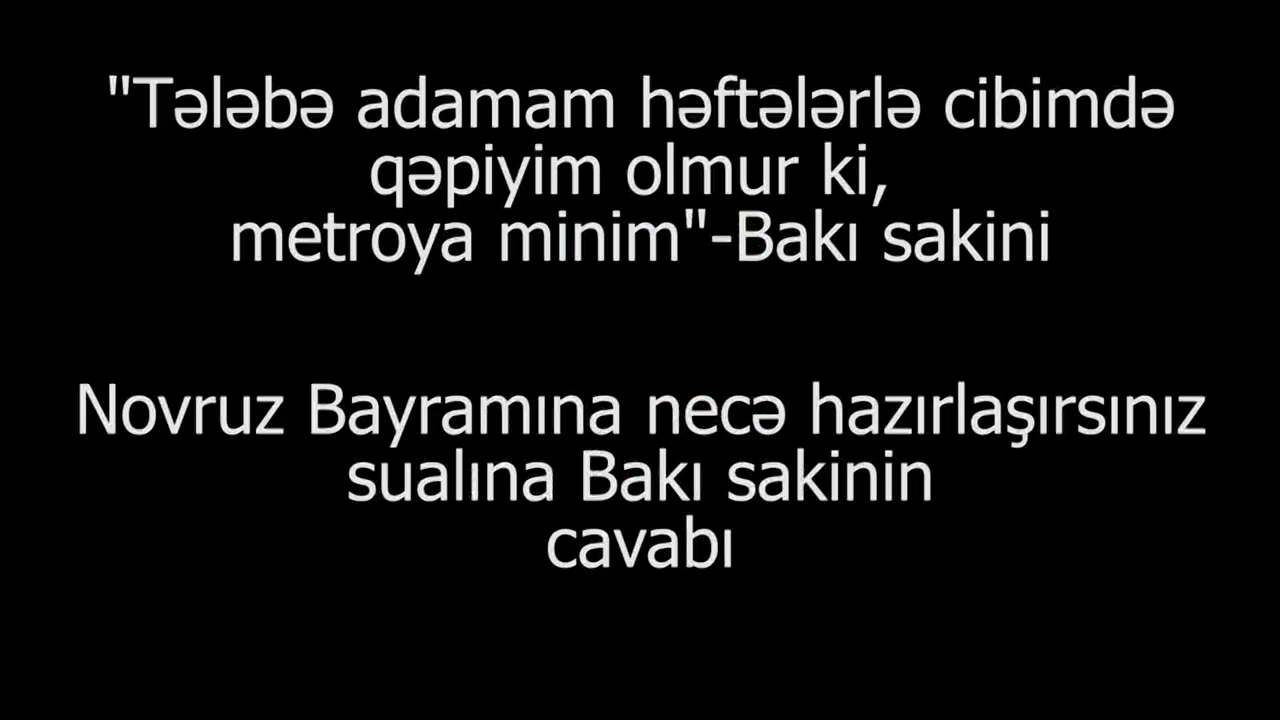 "Tələbə adamam həftələrlə cibimdə
qəpiyim olmur ki,
metroya minim"-Bakı sakini
Novruz Bayramına necə hazırlaşırsınız
sualına Bakı sakinin
cavabı